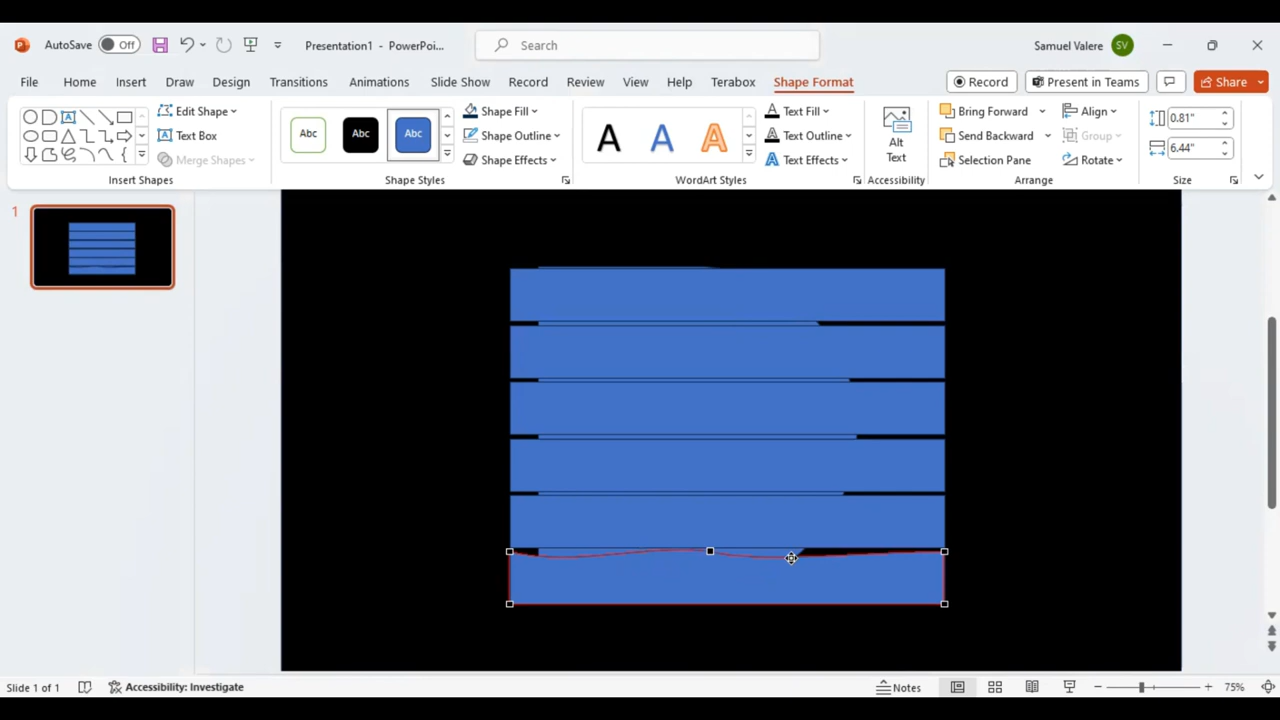 AutoSave Off Presentation1 - PowerPoi... Search Samuel Valere SV
File Home Insert Draw Design Transitions Animations Slide Show Record Review View Help Terabox Shape Format Record Present in Teams Share
Edit Shape
Text Box
Merge Shapes
Insert Shapes
Abc Abc Abc
Shape Fill
Shape Outline
Shape Effects
Shape Styles
A A A
Text Fill
Text Outline
Text Effects
WordArt Styles
Alt
Text
Accessibility
Bring Forward
Send Backward
Selection Pane
Align
Group
Rotate
Arrange
0.81"
6.44"
Size
1
Slide 1 of 1 Accessibility: Investigate Notes 75%